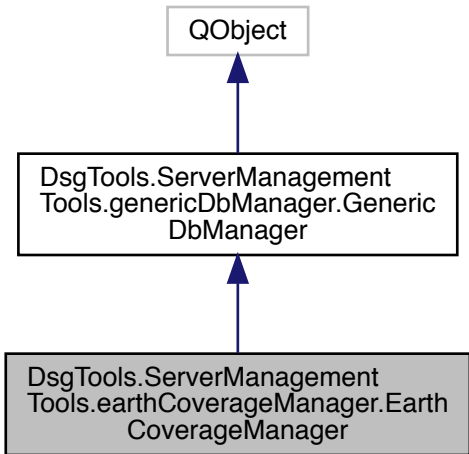 QObject
DsgTools.ServerManagement
Tools.genericDbManager.Generic
DbManager
DsgTools.ServerManagement
Tools.earthCoverageManager.Earth
CoverageManager